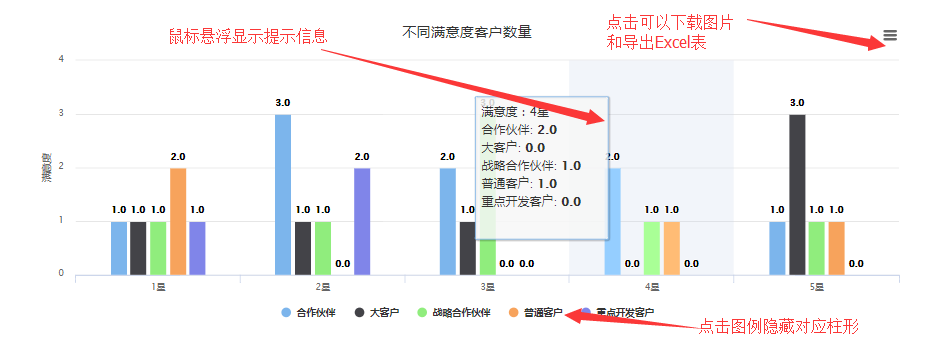 不同满意度客户数量
鼠标悬浮显示提示信息
点击可以下载图片
和导出Excel表
4
3
2
1
0
满意度
1.0 1.0 1.0 2.0 1.0
3.0 1.0 1.0 0.0 2.0
2.0 1.0 3.0 0.0 0.0
2.0 0.0 1.0 1.0 0.0
1.0 3.0 1.0 1.0 0.0
满意度：4星
合作伙伴: 2.0
大客户: 0.0
战略合作伙伴: 1.0
普通客户: 1.0
重点开发客户: 0.0
1星 2星 3星 4星 5星
合作伙伴 大客户 战略合作伙伴 普通客户 重点开发客户
点击图例隐藏对应柱形